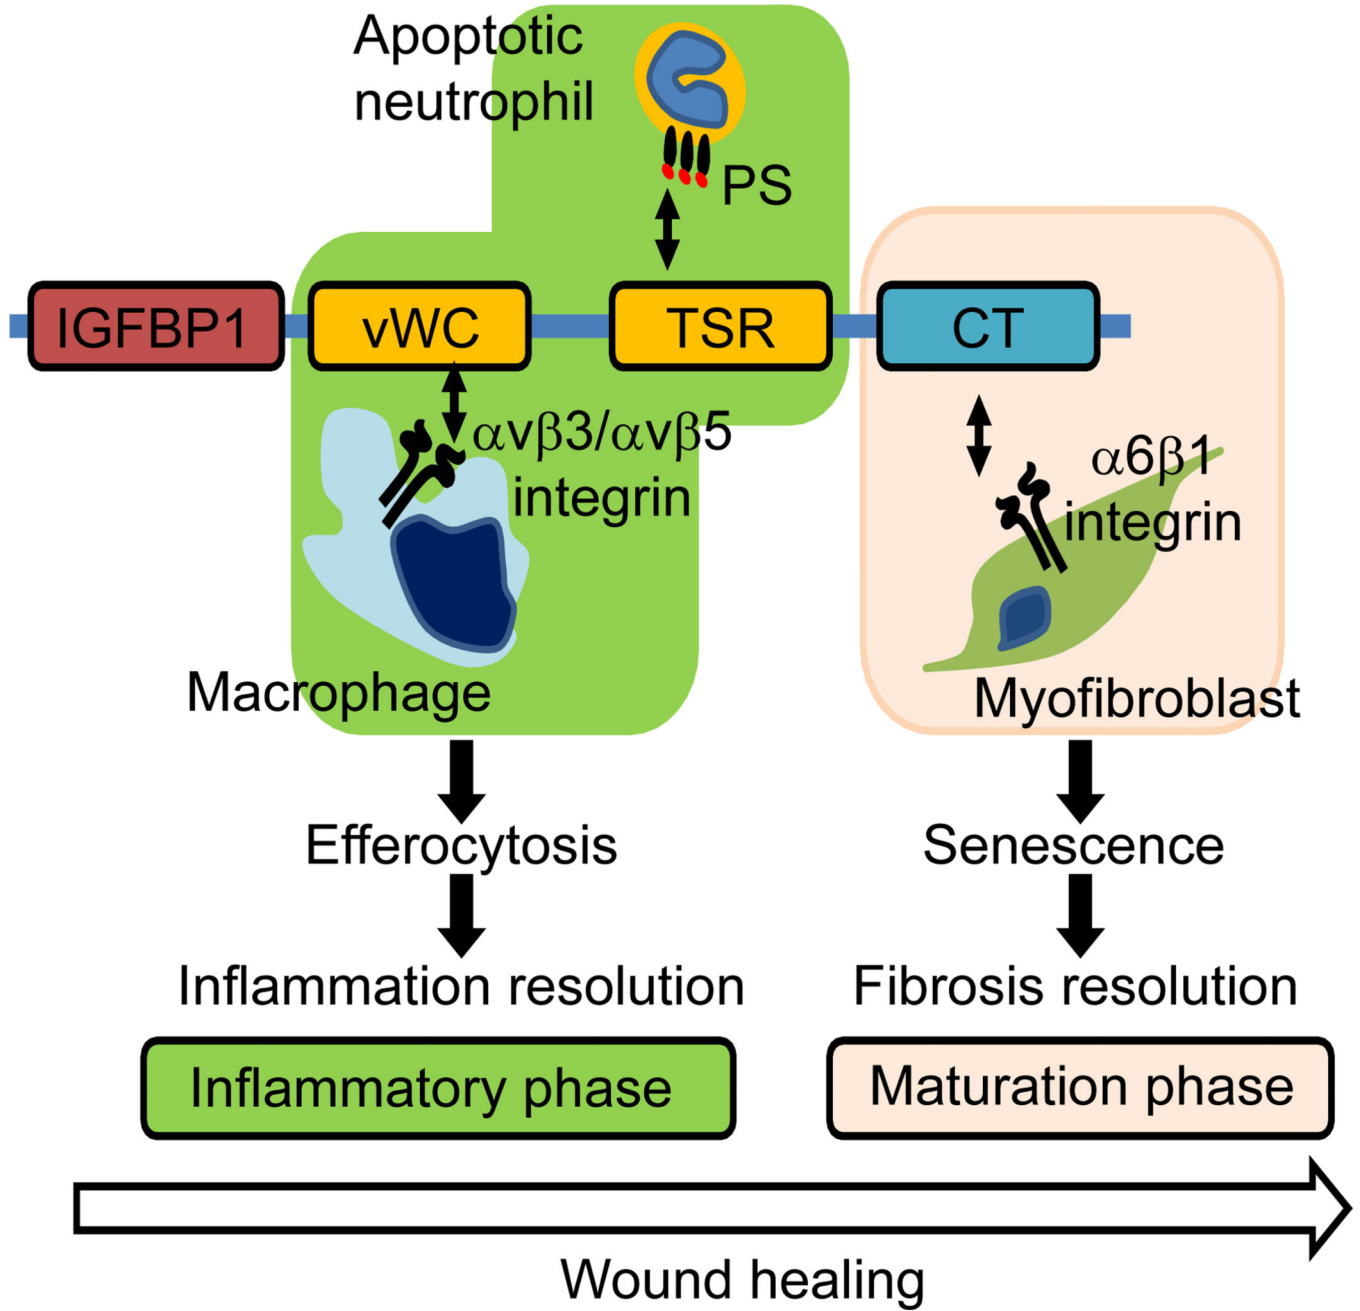 Apoptotic
neutrophil
PS
IGFBP1
vWC
TSR
CT
αvβ3/αvβ5
integrin
α6β1
integrin
Macrophage
Myofibroblast
Efferocytosis
Senescence
Inflammation resolution
Fibrosis resolution
Inflammatory phase
Maturation phase
Wound healing